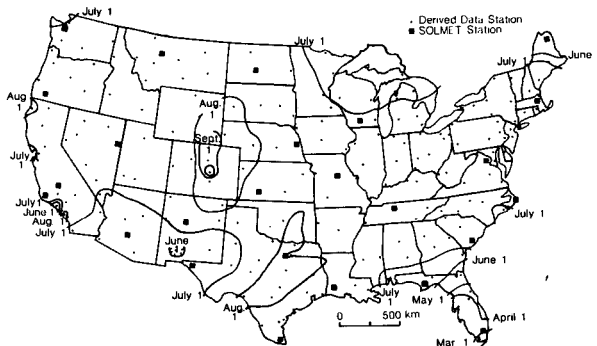 July 1
July 1
• Derived Data Station
■ SOLMET Station
July 1
June
Aug.
1
Aug.
1
Sept.
1
July
1
July 1
June 1
Aug.
1
July 1
July 1
June
1
July 1
Aug.
1
July
1
June 1
May 1
April 1
Mar. 1
0 500 km